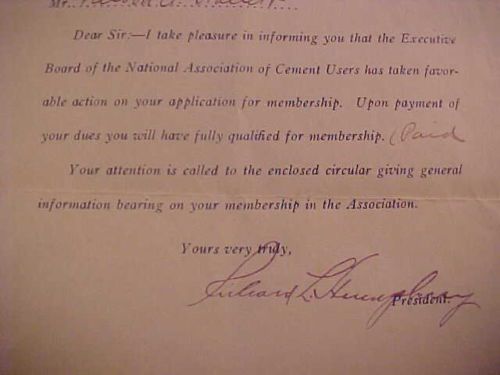 Mr.
Dear Sir:—I take pleasure in informing you that the Executive
Board of the National Association of Cement Users has taken favor-
able action on your application for membership. Upon payment of
your dues you will have fully qualified for membership. (Paid
Your attention is called to the enclosed circular giving general
information bearing on your membership in the Association.
Yours very truly,
Richard L. Humphrey
President.